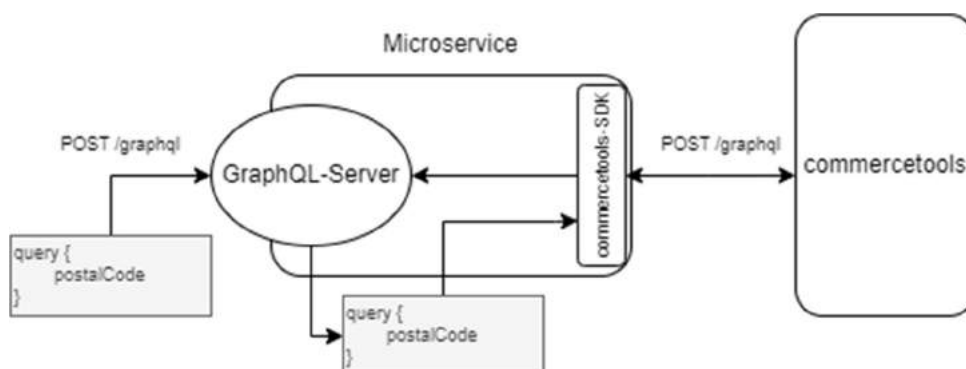 Microservice
POST /graphql
GraphQL-Server
commercetools-SDK
POST /graphql
commercetools
query {
postalCode
}
query {
postalCode
}